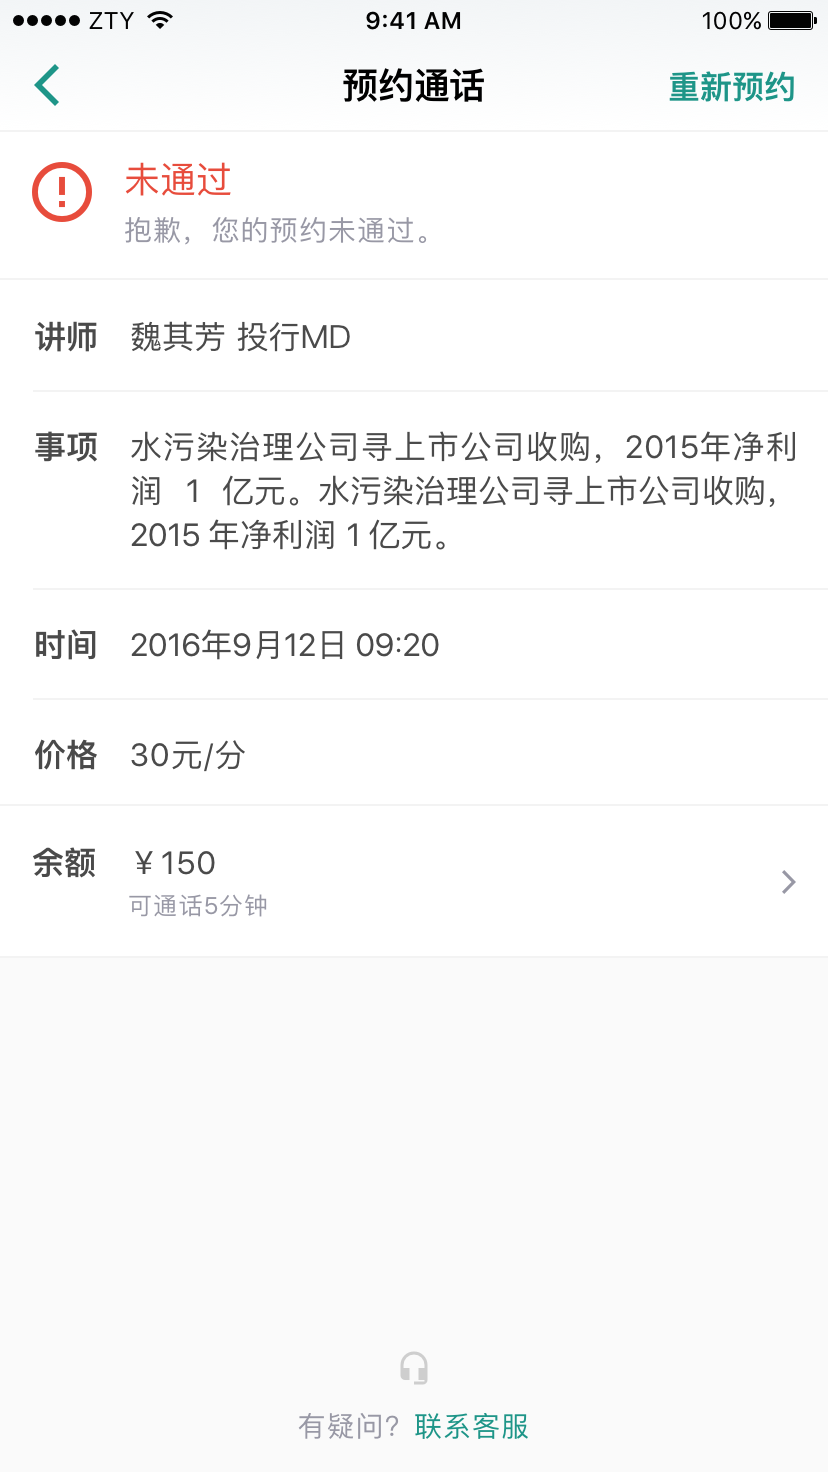 ZTY 9:41 AM 100%
预约通话 重新预约
未通过
抱歉，您的预约未通过。
讲师 魏其芳 投行MD
事项 水污染治理公司寻上市公司收购，2015年净利
润 1 亿元。水污染治理公司寻上市公司收购，
2015 年净利润 1 亿元。
时间 2016年9月12日 09:20
价格 30元/分
余额 ￥150
可通话5分钟
有疑问？联系客服